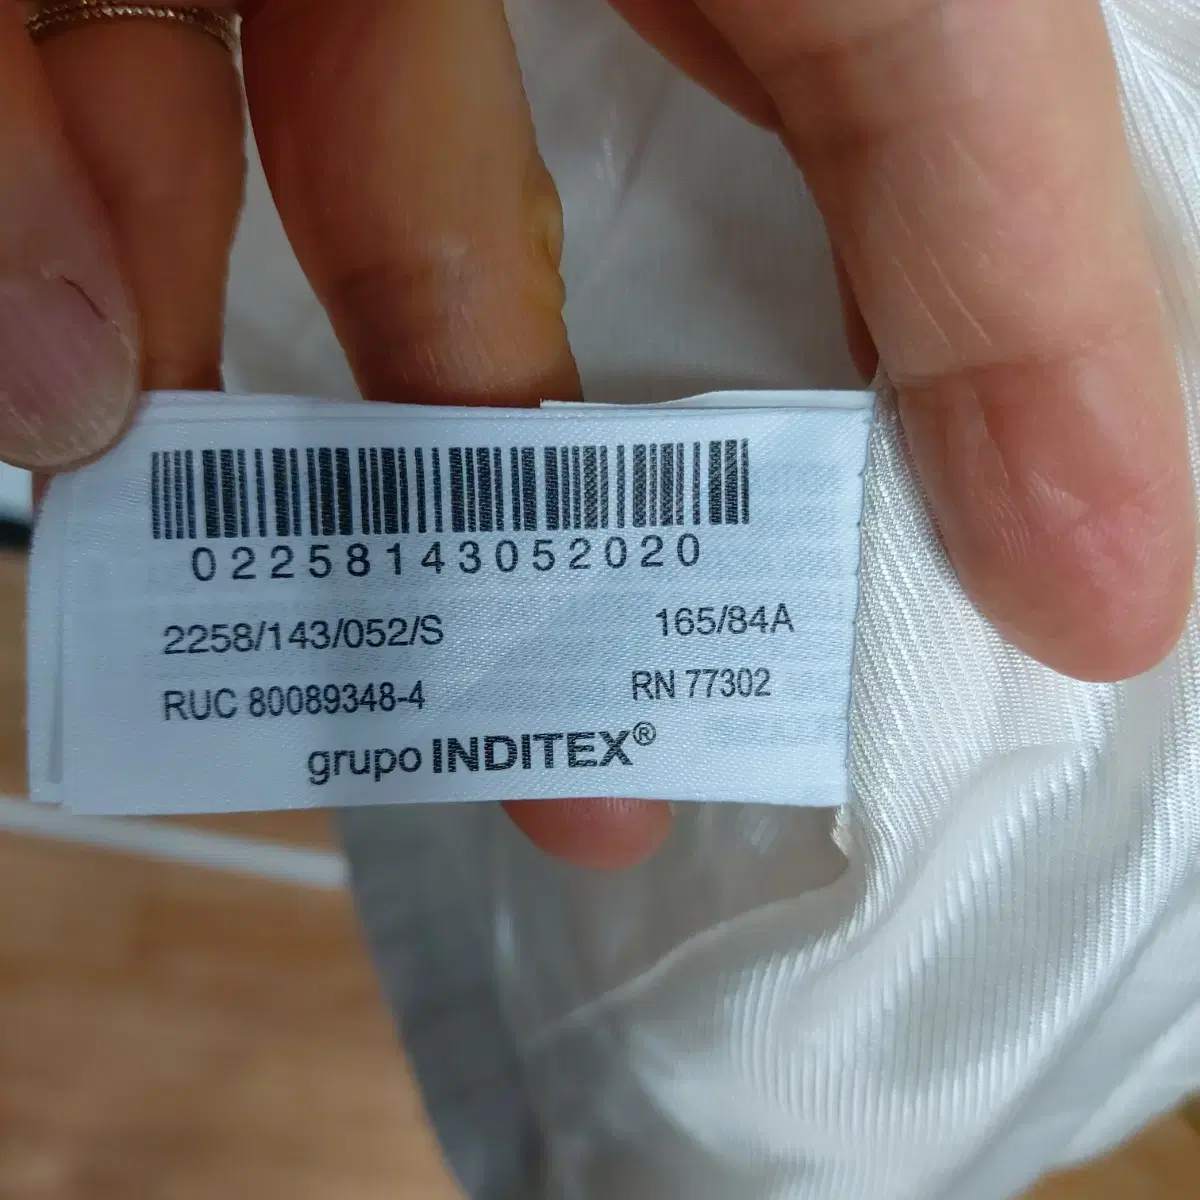 02258143052020
2258/143/052/S 165/84A
RUC 80089348-4 RN 77302
grupo INDITEX®